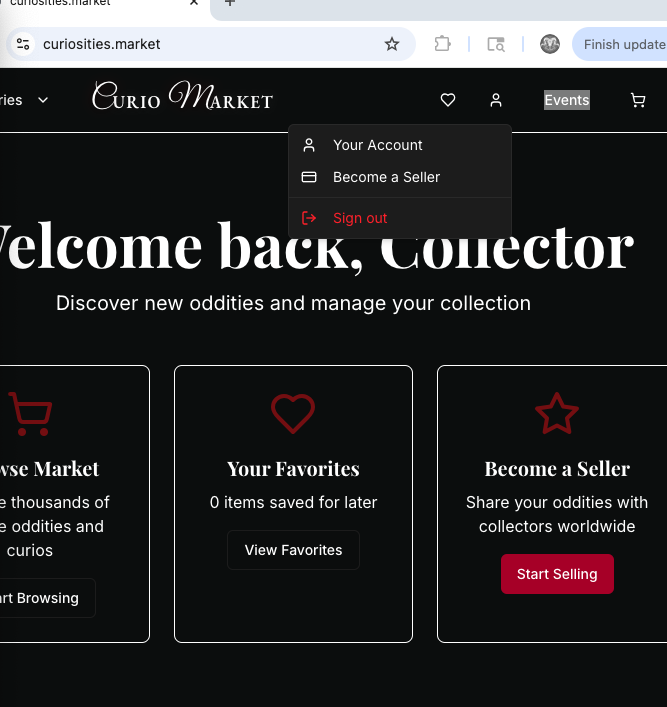 curiosities.market
curiosities.market
Finish update
ries
Curio Market
Events
Your Account
Become a Seller
Sign out
Welcome back, Collector
Discover new oddities and manage your collection
wse Market
e thousands of
e oddities and
curios
rt Browsing
Your Favorites
0 items saved for later
View Favorites
Become a Seller
Share your oddities with
collectors worldwide
Start Selling